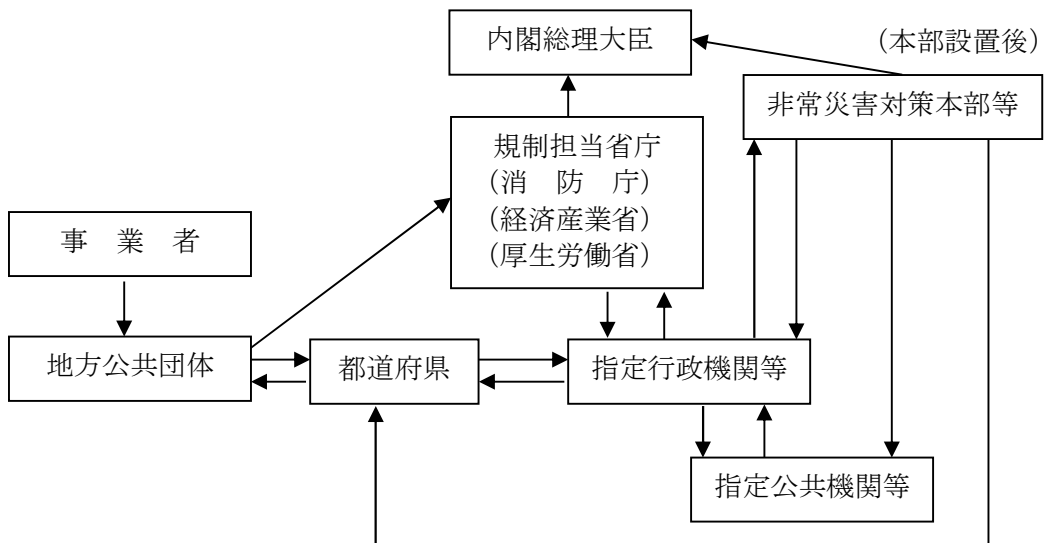 内閣総理大臣
（本部設置後）
非常災害対策本部等
規制担当省庁
（消　防　庁）
（経済産業省）
（厚生労働省）
事　業　者
地方公共団体
都道府県
指定行政機関等
指定公共機関等